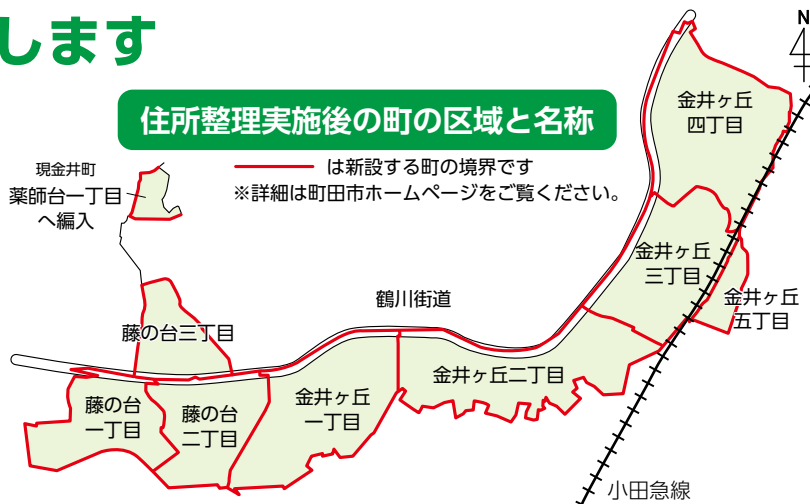 します
住所整理実施後の町の区域と名称
は新設する町の境界です
※詳細は町田市ホームページをご覧ください。
N
現金井町
薬師台一丁目
へ編入
金井ヶ丘
四丁目
金井ヶ丘
三丁目
金井ヶ丘
五丁目
鶴川街道
藤の台三丁目
金井ヶ丘二丁目
金井ヶ丘
一丁目
藤の台
一丁目
藤の台
二丁目
小田急線